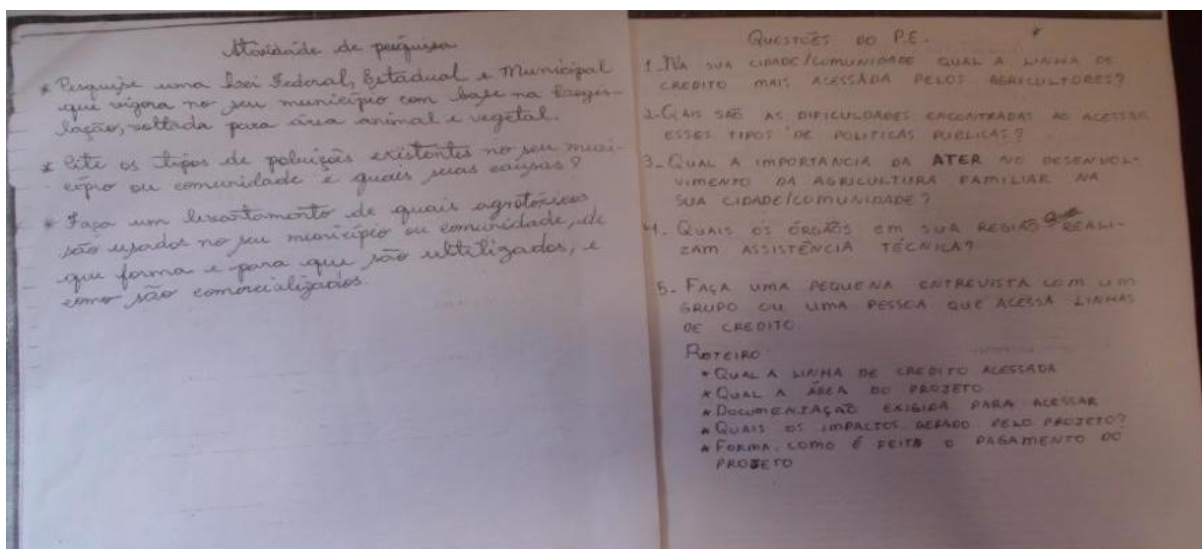 Atividade de pesquisa
* Pesquize uma Lei Federal, Estadual e Municipal
que vigora no seu município com base na Legis-
lação, voltada para área animal e vegetal.
* Cite os tipos de poluição existentes no seu muni-
cípio ou comunidade e quais suas causas?
* Faça um levantamento de quais agrotóxicos
são usados no seu município ou comunidade, de
que forma e para que são ultilizados, e
como são comercializados.
QUESTÕES DO P.E.
1. NA SUA CIDADE/COMUNIDADE QUAL A LINHA DE
CREDITO MAIS ACESSADA PELOS AGRICULTORES?
2- QAIS SÃO AS DIFICULDADES ENCONTRADAS AO ACESSAR
ESSES TIPOS DE POLITICAS PUBLICAS?
3- QUAL A IMPORTANCIA DA ATER NO DESENVOL-
VIMENTO DA AGRICULTURA FAMILIAR NA
SUA CIDADE/COMUNIDADE?
4. QUAIS OS ÓRGÃOS EM SUA REGIÃO QUE REALI-
ZAM ASSISTÊNCIA TÉCNICA?
5- FAÇA UMA PEQUENA ENTREVISTA COM UM
GRUPO OU UMA PESSOA QUE ACESSA LINHAS
DE CREDITO.
ROTEIRO
* QUAL A LINHA DE CREDITO ACESSADA
* QUAL A ÁREA DO PROJETO
* DOCUMENTAÇÃO EXIGIDA PARA ACESSAR
* QUAIS OS IMPACTOS GERADO PELO PROJETO?
* FORMA, COMO É FEITA O PAGAMENTO DO
PROJETO